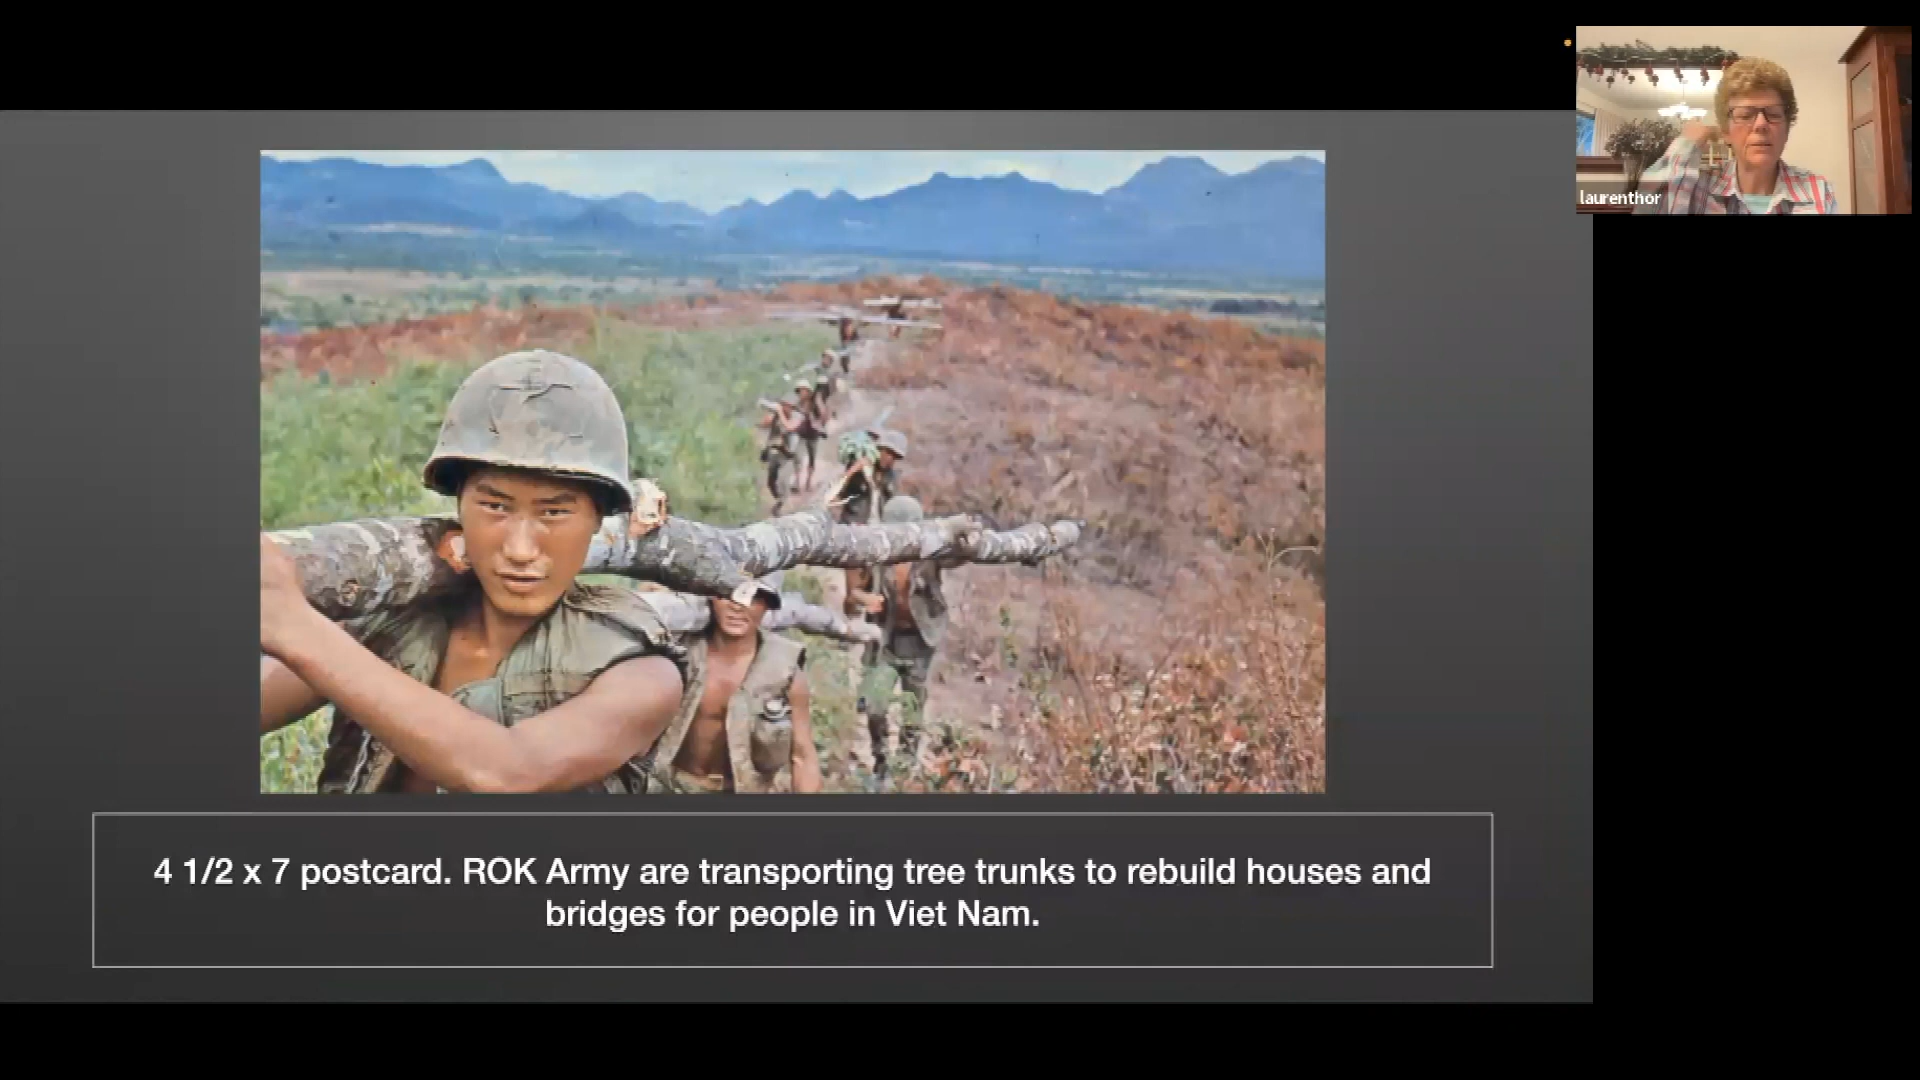 laurenthor
4 1/2 x 7 postcard. ROK Army are transporting tree trunks to rebuild houses and
bridges for people in Viet Nam.